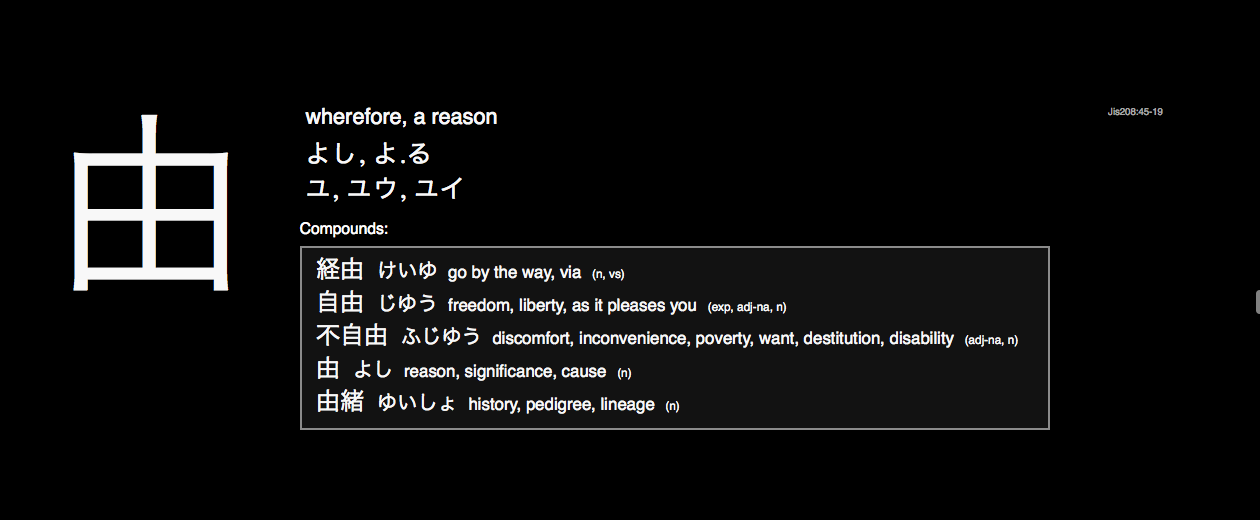 由
wherefore, a reason
Jis208:45-19
よし, よ.る
ユ, ユウ, ユイ
Compounds:
経由 けいゆ go by the way, via (n, vs)
自由 じゆう freedom, liberty, as it pleases you (exp, adj-na, n)
不自由 ふじゆう discomfort, inconvenience, poverty, want, destitution, disability (adj-na, n)
由 よし reason, significance, cause (n)
由緒 ゆいしょ history, pedigree, lineage (n)